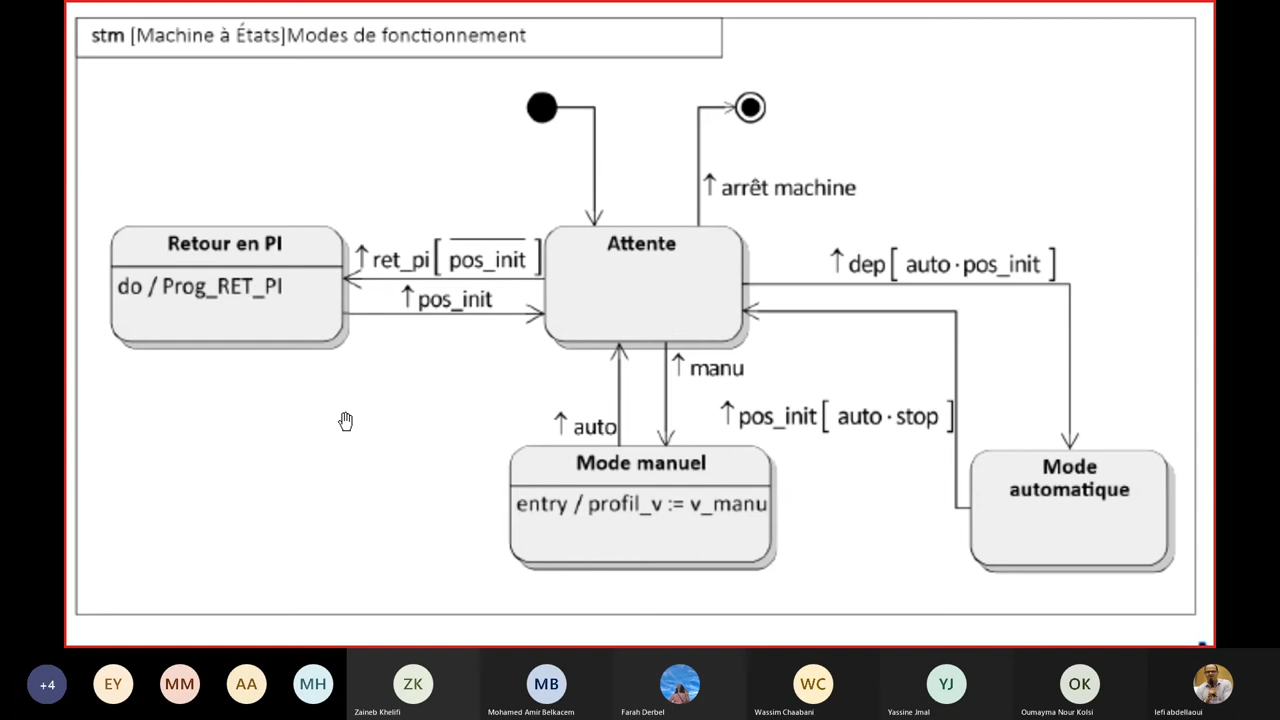 stm [Machine à États]Modes de fonctionnement
↑ arrêt machine
Retour en PI
do / Prog_RET_PI
↑ ret_pi[ pos_init ]
↑ pos_init
Attente
↑ dep[ auto·pos_init ]
↑ manu
↑ auto
↑ pos_init[ auto·stop ]
Mode manuel
entry / profil_v := v_manu
Mode
automatique
+4
EY
MM
AA
MH
ZK
Zaineb Khelifi
MB
Mohamed Amir Belkacem
Farah Derbel
WC
Wassim Chaabani
YJ
Yassine Jmal
OK
Oumayma Nour Kolsi
lefi abdellaoui